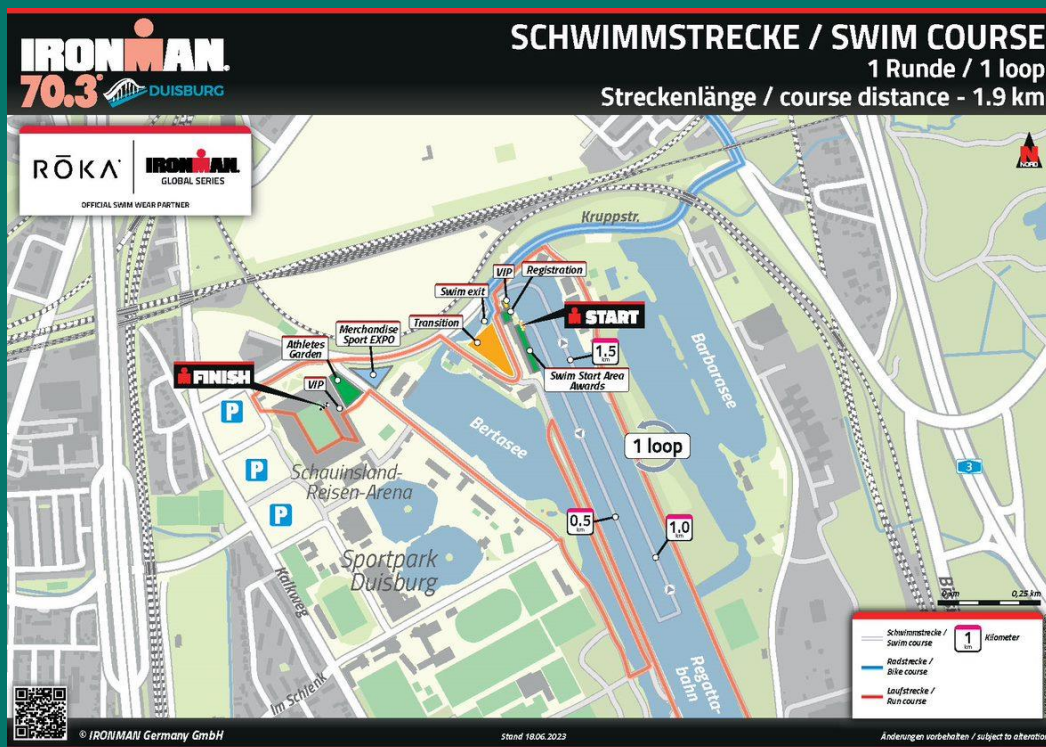 IRONMAN.
70.3
DUISBURG
SCHWIMMSTRECKE / SWIM COURSE
1 Runde / 1 loop
Streckenlänge / course distance - 1.9 km
RŌKA
IRONMAN.
GLOBAL SERIES
OFFICIAL SWIM WEAR PARTNER
N
NORD
Kruppstr.
VIP
Registration
Swim exit
START
Transition
Merchandise
Sport EXPO
1.5
km
Athletes
Garden
Swim Start Area
Awards
Barbarasee
FINISH
VIP
P
Bertasee
1 loop
P
Schauinsland-
Reisen-Arena
3
P
0.5
km
1.0
km
Sportpark
Duisburg
Kalkweg
0 km
0,25 km
Im Schlenk
Regatta-
bahn
Schwimmstrecke /
Swim course
1
km
Kilometer
Radstrecke /
Bike course
Laufstrecke /
Run course
© IRONMAN Germany GmbH
Stand 18.06.2023
Änderungen vorbehalten / subject to alteration